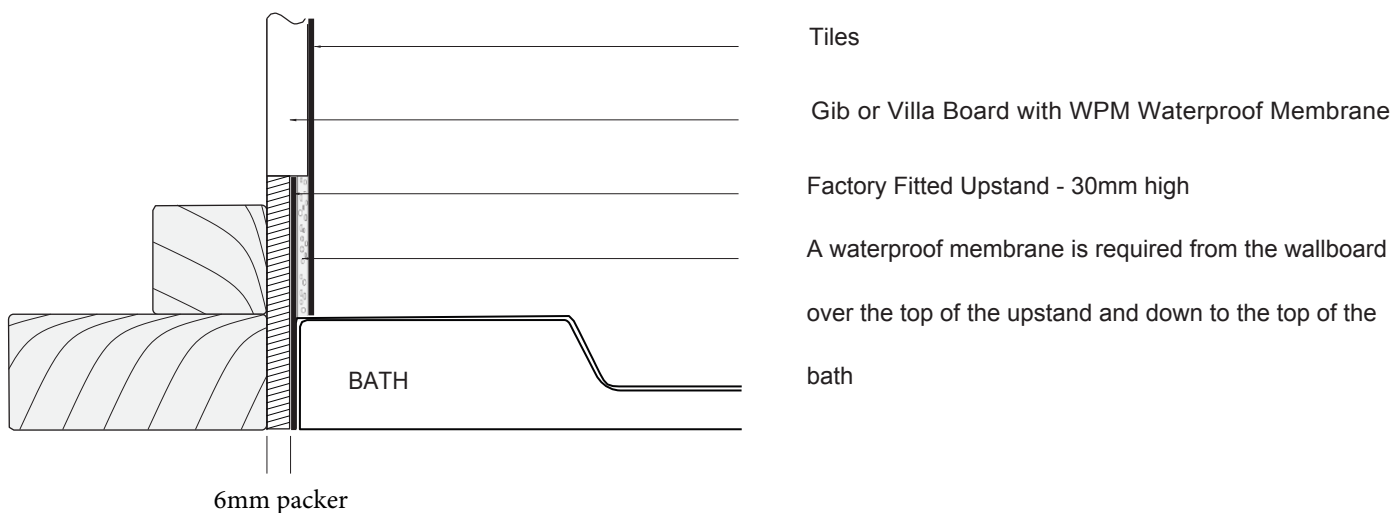 Tiles
Gib or Villa Board with WPM Waterproof Membrane
Factory Fitted Upstand - 30mm high
A waterproof membrane is required from the wallboard
over the top of the upstand and down to the top of the
bath
BATH
6mm packer